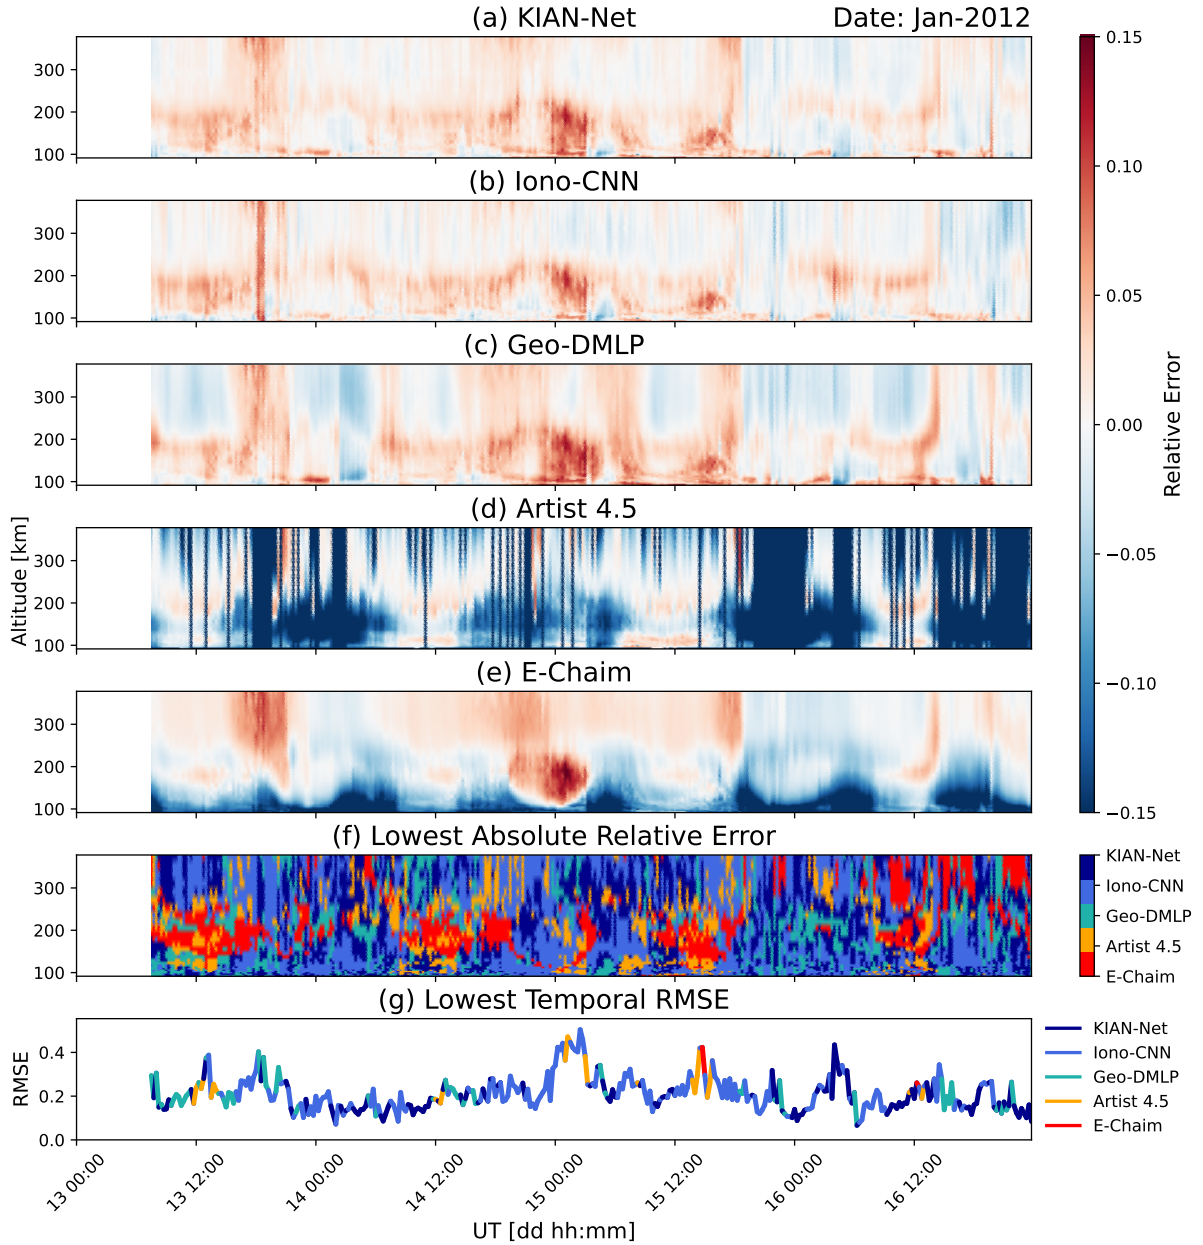 (a) KIAN-Net
Date: Jan-2012
300
200
100
(b) Iono-CNN
300
200
100
(c) Geo-DMLP
300
200
100
(d) Artist 4.5
300
200
100
Altitude [km]
(e) E-Chaim
300
200
100
0.15
0.10
0.05
0.00
−0.05
−0.10
−0.15
Relative Error
(f) Lowest Absolute Relative Error
300
200
100
KIAN-Net
Iono-CNN
Geo-DMLP
Artist 4.5
E-Chaim
(g) Lowest Temporal RMSE
0.4
0.2
0.0
RMSE
KIAN-Net
Iono-CNN
Geo-DMLP
Artist 4.5
E-Chaim
13 00:00
13 12:00
14 00:00
14 12:00
15 00:00
15 12:00
16 00:00
16 12:00
UT [dd hh:mm]